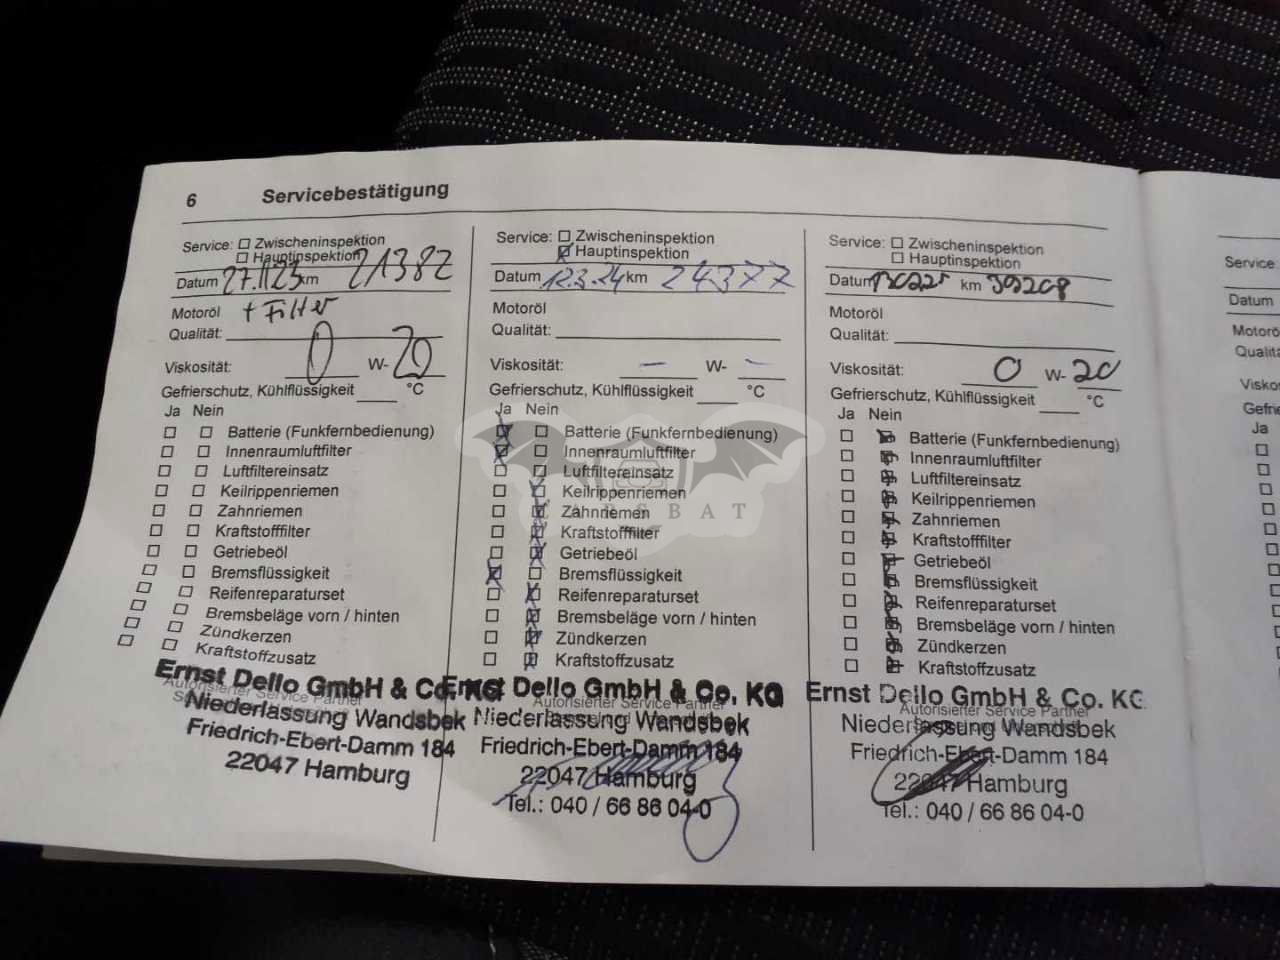 6 Servicebestätigung
Service: Zwischeninspektion
Hauptinspektion
Datum 27.11.23 km 21382
Motoröl + Filter
Qualität:
Viskosität: 0 W- 20
Gefrierschutz, Kühlflüssigkeit °C
Ja Nein
Batterie (Funkfernbedienung)
Innenraumluftfilter
Luftfiltereinsatz
Keilrippenriemen
Zahnriemen
Kraftstofffilter
Getriebeöl
Bremsflüssigkeit
Reifenreparaturset
Bremsbeläge vorn / hinten
Zündkerzen
Kraftstoffzusatz
Ernst Dello GmbH & Co. KG
Autorisierter Service Partner
Niederlassung Wandsbek
Friedrich-Ebert-Damm 184
22047 Hamburg
Service: Zwischeninspektion
Hauptinspektion
Datum 12.3.24 km 24377
Motoröl
Qualität:
Viskosität: – W- –
Gefrierschutz, Kühlflüssigkeit °C
Ja Nein
Batterie (Funkfernbedienung)
Innenraumluftfilter
Luftfiltereinsatz
Keilrippenriemen
Zahnriemen
Kraftstofffilter
Getriebeöl
Bremsflüssigkeit
Reifenreparaturset
Bremsbeläge vorn / hinten
Zündkerzen
Kraftstoffzusatz
Ernst Dello GmbH & Co. KG
Autorisierter Service Partner
Niederlassung Wandsbek
Friedrich-Ebert-Damm 184
22047 Hamburg
Tel.: 040 / 66 86 04-0
Service: Zwischeninspektion
Hauptinspektion
Datum km
Motoröl
Qualität:
Viskosität: 0 W- 20
Gefrierschutz, Kühlflüssigkeit °C
Ja Nein
Batterie (Funkfernbedienung)
Innenraumluftfilter
Luftfiltereinsatz
Keilrippenriemen
Zahnriemen
Kraftstofffilter
Getriebeöl
Bremsflüssigkeit
Reifenreparaturset
Bremsbeläge vorn / hinten
Zündkerzen
Kraftstoffzusatz
Ernst Dello GmbH & Co. KG
Autorisierter Service Partner
Niederlassung Wandsbek
Friedrich-Ebert-Damm 184
22047 Hamburg
Tel.: 040 / 66 86 04-0
Service:
Datum
Ja